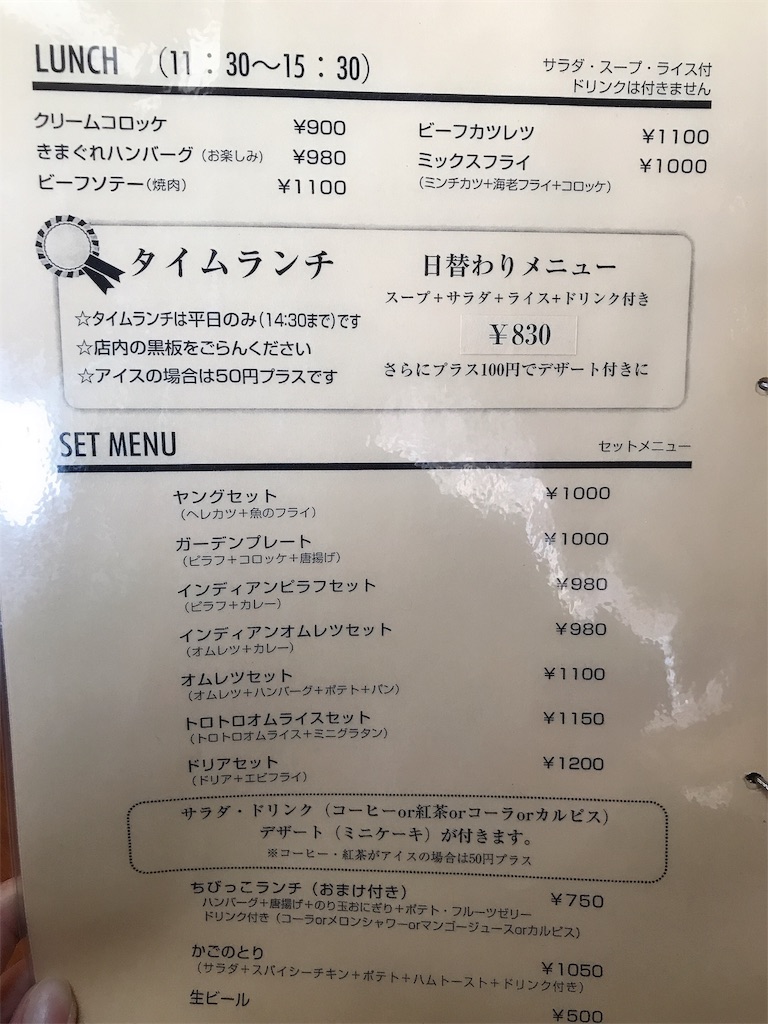 LUNCH （11：30～15：30）
サラダ・スープ・ライス付
ドリンクは付きません
クリームコロッケ ¥900
きまぐれハンバーグ（お楽しみ） ¥980
ビーフソテー（焼肉） ¥1100
ビーフカツレツ ¥1100
ミックスフライ ¥1000
（ミンチカツ＋海老フライ＋コロッケ）
タイムランチ
☆タイムランチは平日のみ（14:30まで）です
☆店内の黒板をごらんください
☆アイスの場合は50円プラスです
日替わりメニュー
スープ＋サラダ＋ライス＋ドリンク付き
￥830
さらにプラス100円でデザート付きに
SET MENU セットメニュー
ヤングセット ¥1000
（ヘレカツ＋魚のフライ）
ガーデンプレート ¥1000
（ピラフ＋コロッケ＋唐揚げ）
インディアンピラフセット ¥980
（ピラフ＋カレー）
インディアンオムレツセット ¥980
（オムレツ＋カレー）
オムレツセット ¥1100
（オムレツ＋ハンバーグ＋ポテト＋パン）
トロトロオムライスセット ¥1150
（トロトロオムライス＋ミニグラタン）
ドリアセット ¥1200
（ドリア＋エビフライ）
サラダ・ドリンク（コーヒーor紅茶orコーラorカルピス）
デザート（ミニケーキ）が付きます。
※コーヒー・紅茶がアイスの場合は50円プラス
ちびっこランチ（おまけ付き） ¥750
ハンバーグ＋唐揚げ＋のり玉おにぎり＋ポテト・フルーツゼリー
ドリンク付き（コーラorメロンシャワーorマンゴージュースorカルピス）
かごのとり ¥1050
（サラダ＋スパイシーチキン＋ポテト＋ハムトースト＋ドリンク付き）
生ビール ¥500